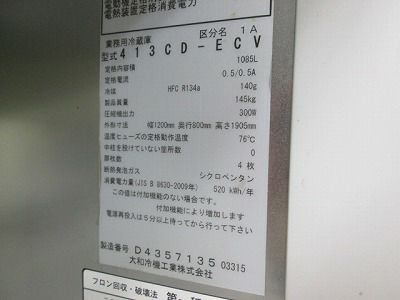 電熱装置定格消費電力
業務用冷蔵庫 区分名 1A
型式 413CD-ECV
定格内容積 1085L
定格電流 0.5/0.5A
冷媒 HFC R134a 140g
製品質量 145kg
圧縮機出力 300W
外形寸法 幅1200mm 奥行800mm 高さ1905mm
温度ヒューズの定格動作温度 76℃
中柱を設けていない箇所数 0
扉枚数 4 枚
断熱発泡ガス シクロペンタン
消費電力量(JIS B 8630-2009年) 520 kWh/年
この値は付加機能のない値です。
付加機能により増加します
電源再投入は5分以上待ってから行って下さい
製造番号 D4357135 03315
大和冷機工業株式会社
フロン回収・破壊法 第一種